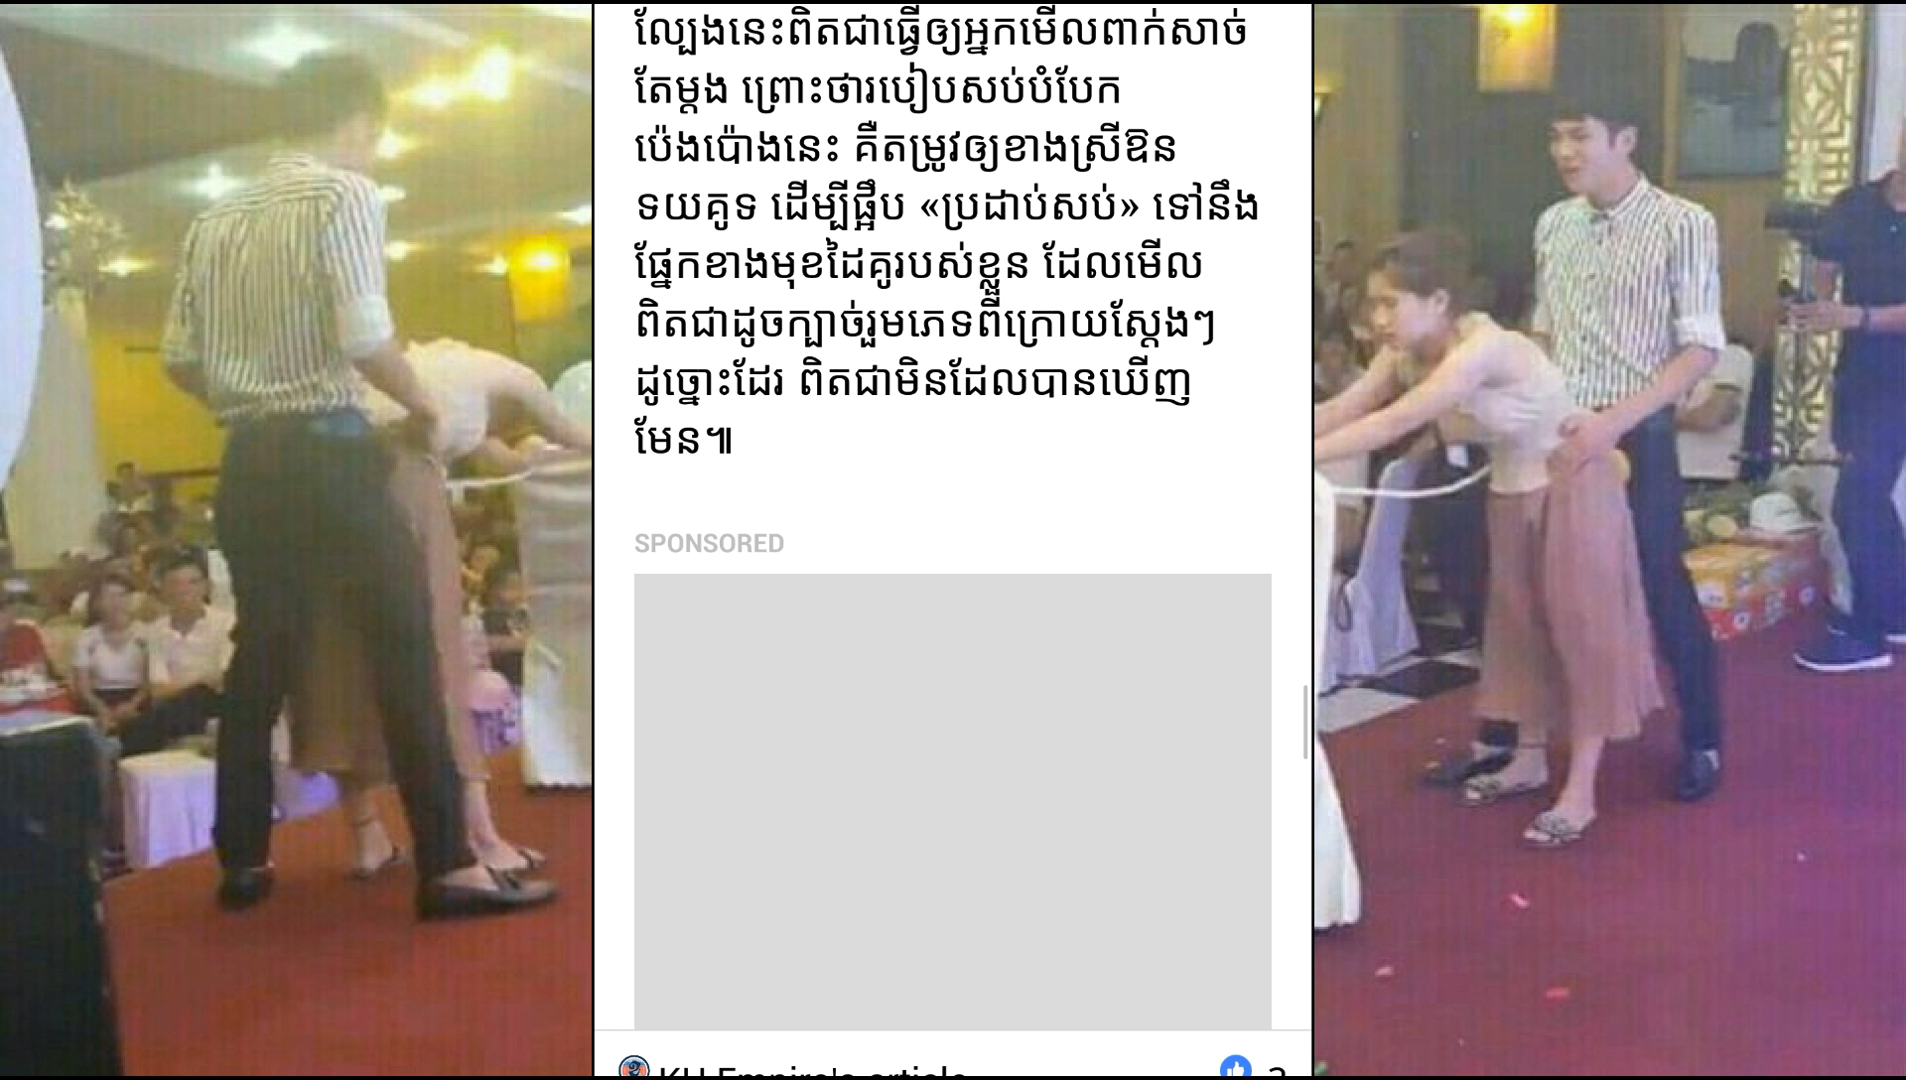 ល្បែងនេះពិតជាធ្វើឲ្យអ្នកមើលពាក់សាច់
តែម្តង ព្រោះថារបៀបសប់បំបែក
ប៉េងប៉ោងនេះ គឺតម្រូវឲ្យខាងស្រីឱន
ទយគូទ ដើម្បីផ្អឹប «ប្រដាប់សប់» ទៅនឹង
ផ្នែកខាងមុខដៃគូរបស់ខ្លួន ដែលមើល
ពិតជាដូចក្បាច់រួមភេទពីក្រោយស្តែងៗ
ដូច្នោះដែរ ពិតជាមិនដែលបានឃើញ
មែន៕
SPONSORED
KH Empire's article